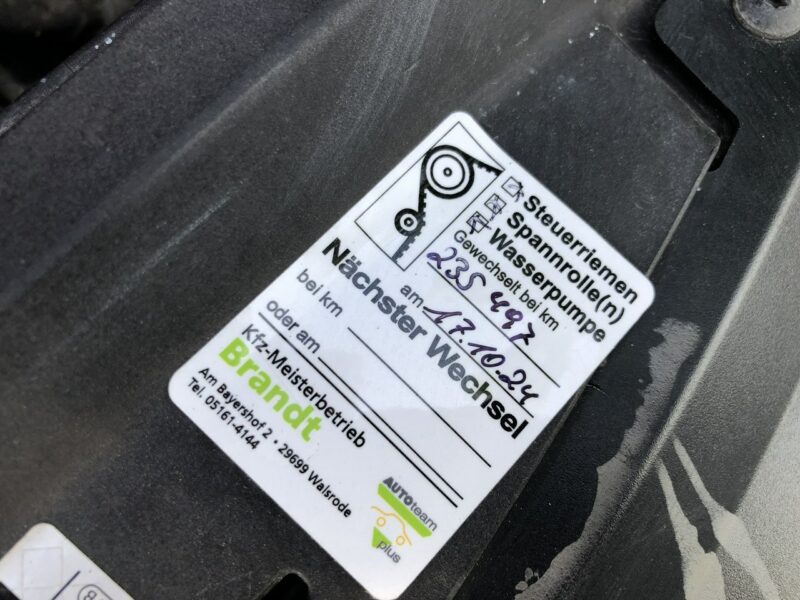 Steuerriemen
Spannrolle(n)
Wasserpumpe
Gewechselt bei km
235 497
am 17.10.24
Nächster Wechsel
bei km
oder am
Kfz-Meisterbetrieb
Brandt
Am Bayershof 2 • 29699 Walsrode
Tel. 05161-4144
AUTOteam
plus
B